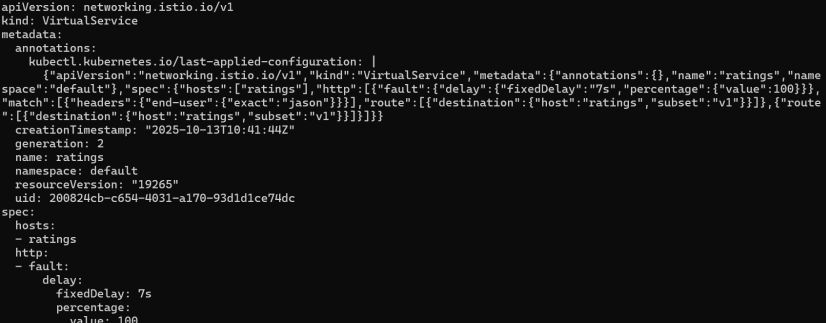 apiVersion: networking.istio.io/v1
kind: VirtualService
metadata:
  annotations:
    kubectl.kubernetes.io/last-applied-configuration: |
      {"apiVersion":"networking.istio.io/v1","kind":"VirtualService","metadata":{"annotations":{},"name":"ratings","name
space":"default"},"spec":{"hosts":["ratings"],"http":[{"fault":{"delay":{"fixedDelay":"7s","percentage":{"value":100}}},
"match":[{"headers":{"end-user":{"exact":"jason"}}}],"route":[{"destination":{"host":"ratings","subset":"v1"}}]},{"route
":[{"destination":{"host":"ratings","subset":"v1"}}]}]}}
  creationTimestamp: "2025-10-13T10:41:44Z"
  generation: 2
  name: ratings
  namespace: default
  resourceVersion: "19265"
  uid: 200824cb-c654-4031-a170-93d1d1ce74dc
spec:
  hosts:
  - ratings
  http:
  - fault:
      delay:
        fixedDelay: 7s
        percentage:
          value: 100